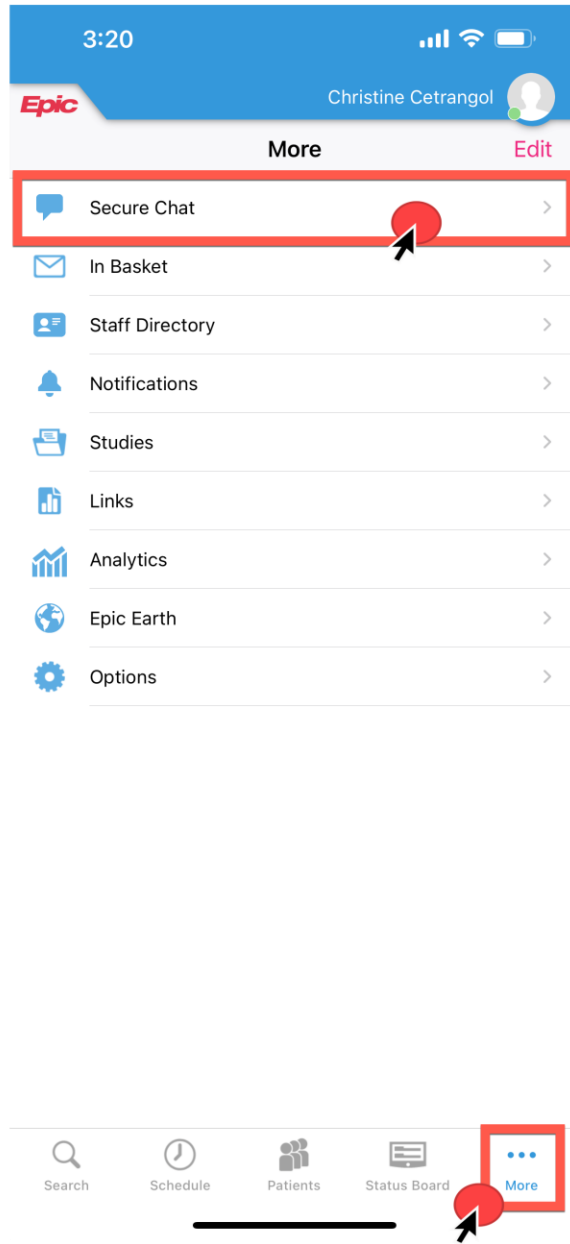 3:20
Epic
Christine Cetrangol
More
Edit
Secure Chat
In Basket
Staff Directory
Notifications
Studies
Links
Analytics
Epic Earth
Options
Search
Schedule
Patients
Status Board
More